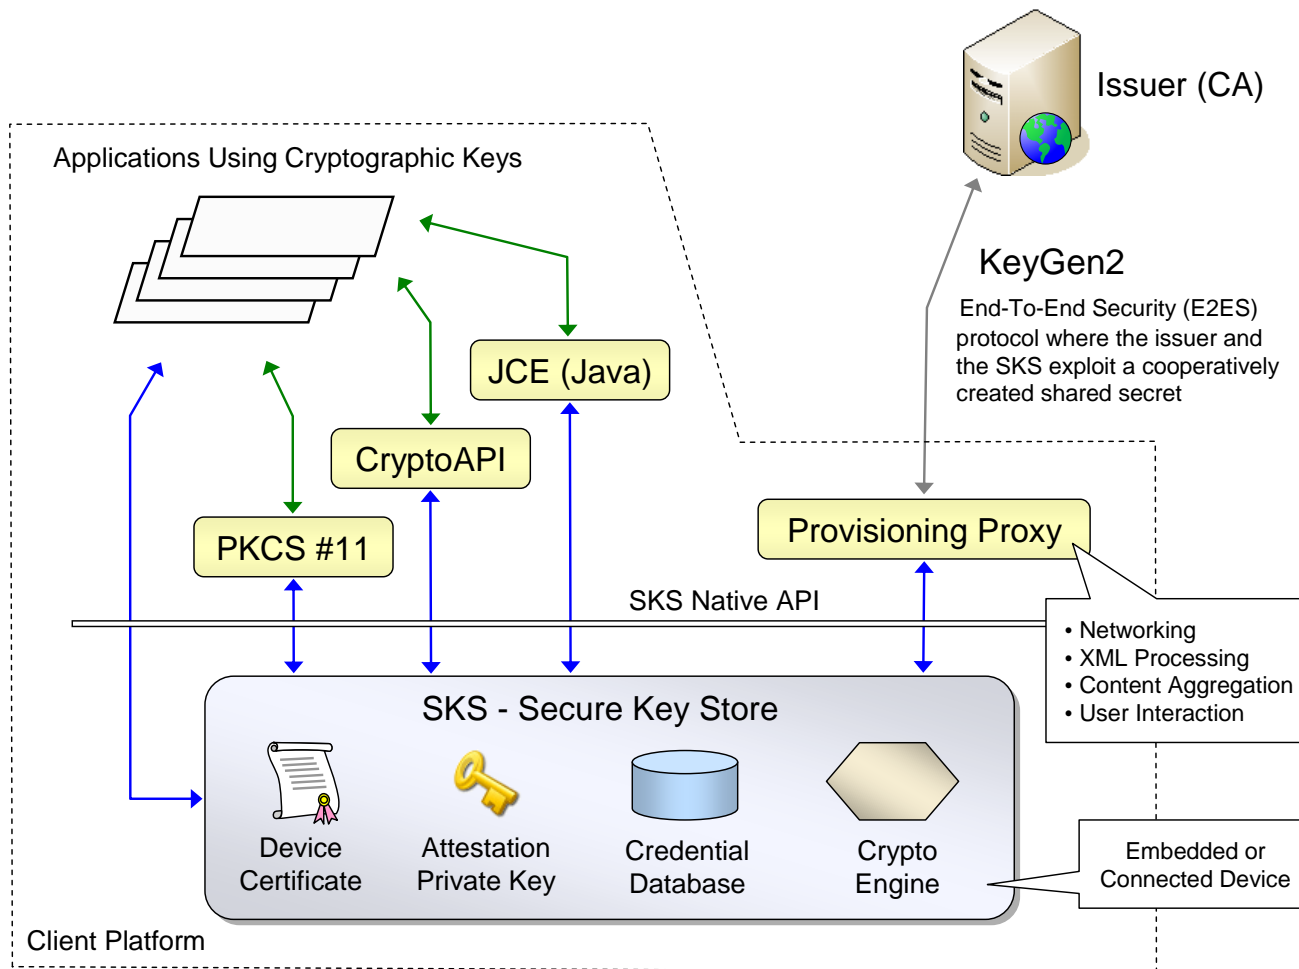 Issuer (CA)
Applications Using Cryptographic Keys
KeyGen2
End-To-End Security (E2ES)
protocol where the issuer and
the SKS exploit a cooperatively
created shared secret
JCE (Java)
CryptoAPI
PKCS #11
Provisioning Proxy
SKS Native API
• Networking
• XML Processing
• Content Aggregation
• User Interaction
SKS - Secure Key Store
Device
Certificate
Attestation
Private Key
Credential
Database
Crypto
Engine
Embedded or
Connected Device
Client Platform